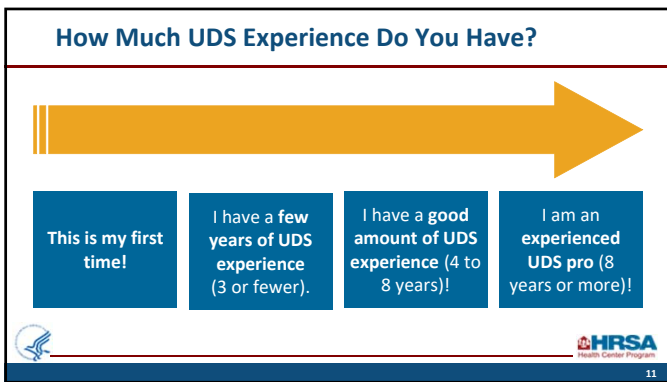 How Much UDS Experience Do You Have?
This is my first
time!
I have a few
years of UDS
experience
(3 or fewer).
I have a good
amount of UDS
experience (4 to
8 years)!
I am an
experienced
UDS pro (8
years or more)!
HRSA
Health Center Program
11